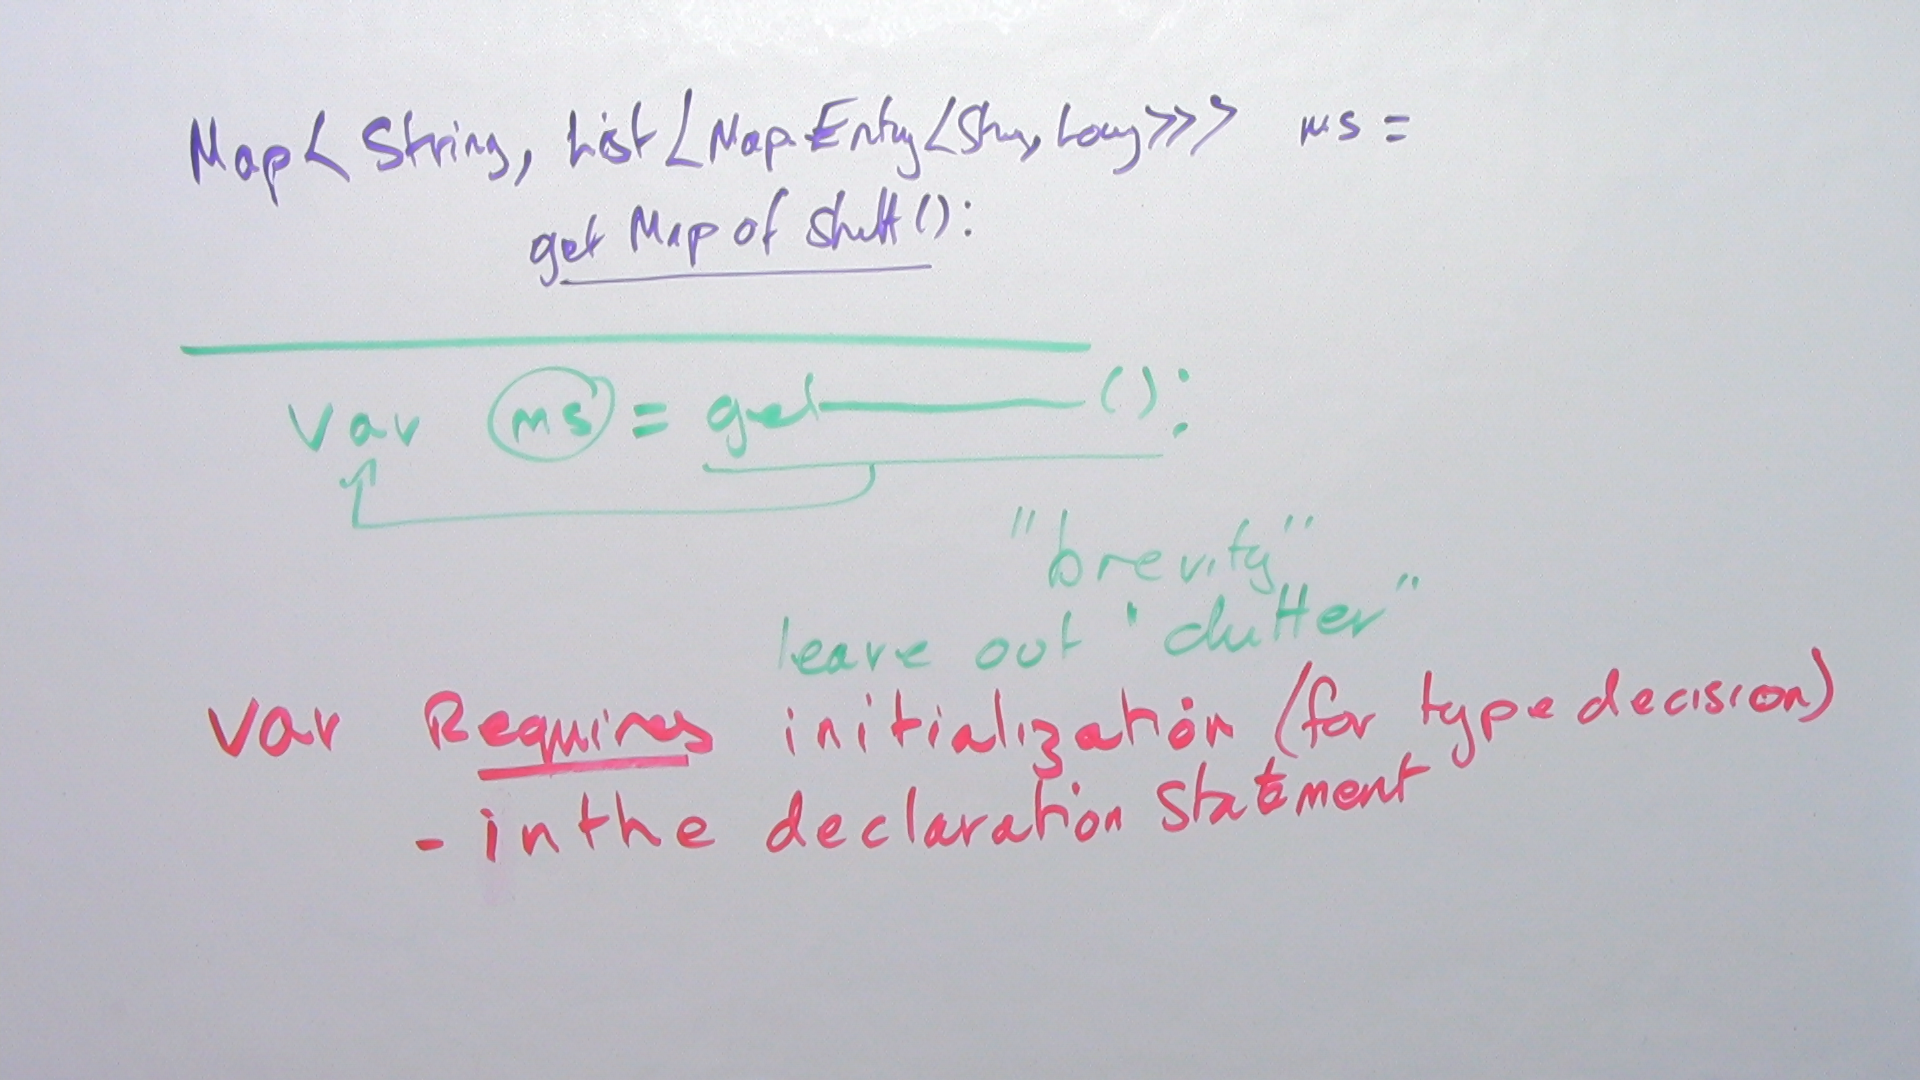 Map< String, List<Map.Entry<Strng, Long>>> ms =
get Map of Stuff():
var ms = get ():
"brevity"
leave out "clutter"
var Requires initialization (for type decision)
- in the declaration statement